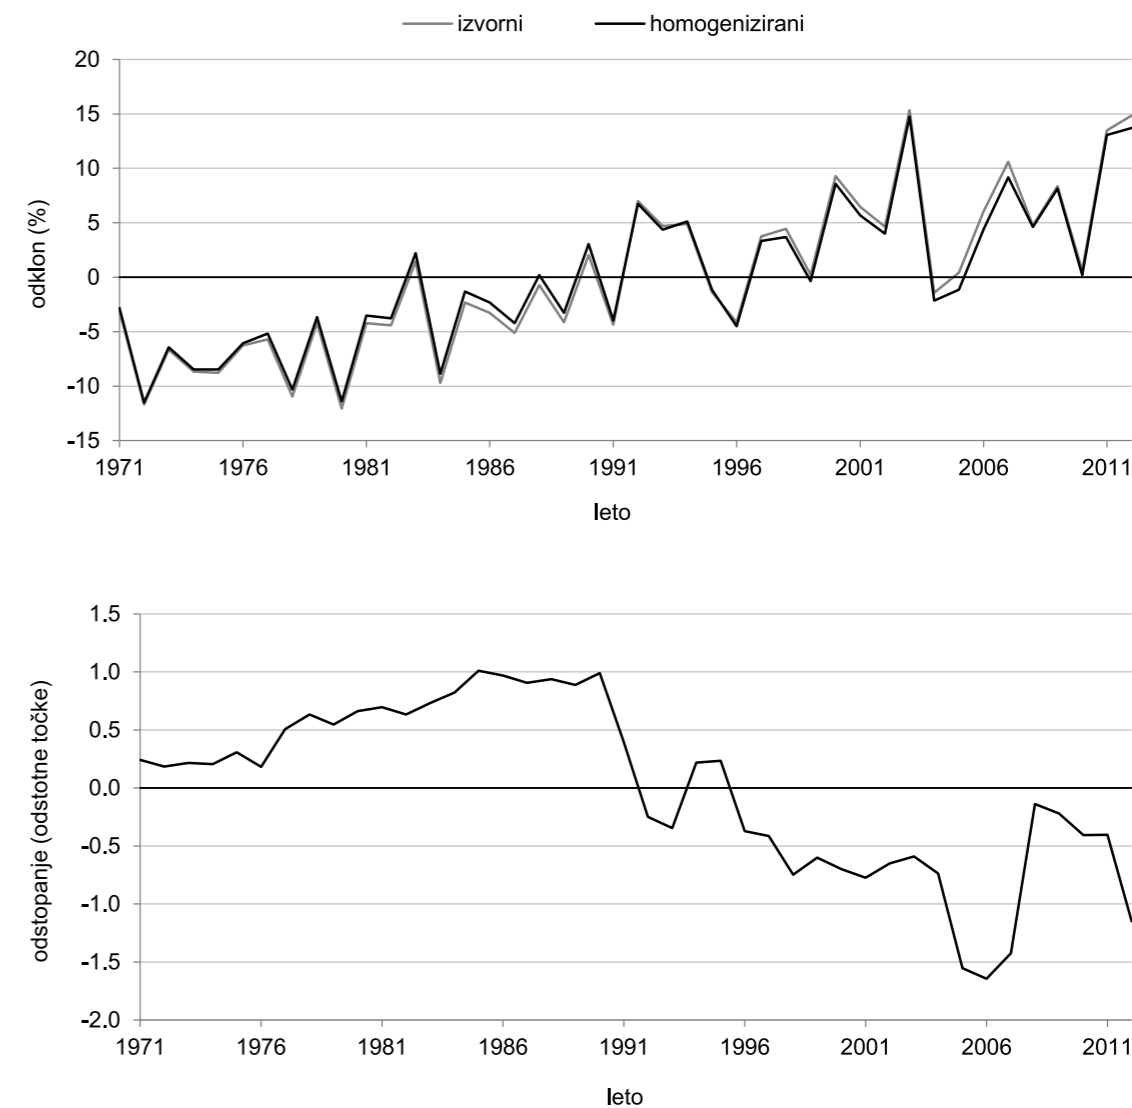 izvorni homogenizirani
20
15
10
5
0
-5
-10
-15
odklon (%)
1971 1976 1981 1986 1991 1996 2001 2006 2011
leto
1.5
1.0
0.5
0.0
-0.5
-1.0
-1.5
-2.0
odstopanje (odstotne točke)
1971 1976 1981 1986 1991 1996 2001 2006 2011
leto